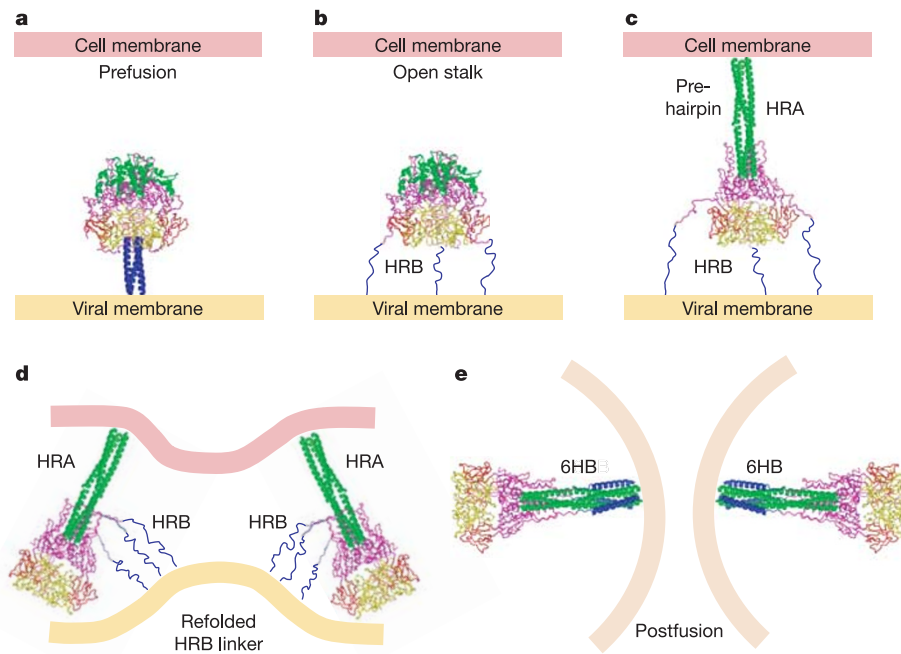 a
Cell membrane
Prefusion
Viral membrane
b
Cell membrane
Open stalk
HRB
Viral membrane
c
Cell membrane
Pre-
hairpin
HRA
HRB
Viral membrane
d
HRA
HRA
HRB
HRB
Refolded
HRB linker
e
6HB
6HB
Postfusion